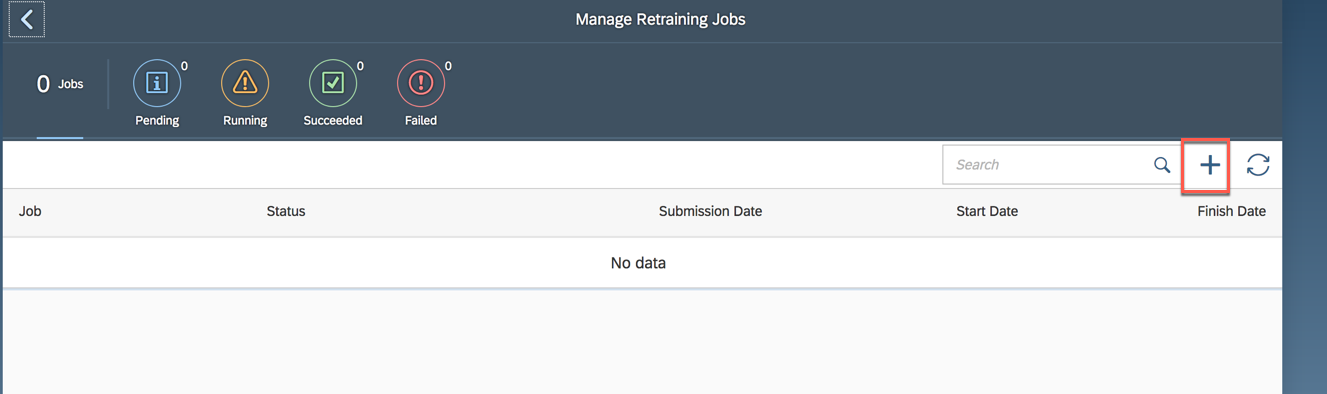 Manage Retraining Jobs
0 Jobs
0
Pending
Running
0
Succeeded
0
Failed
Search
Job Status Submission Date Start Date Finish Date
No data